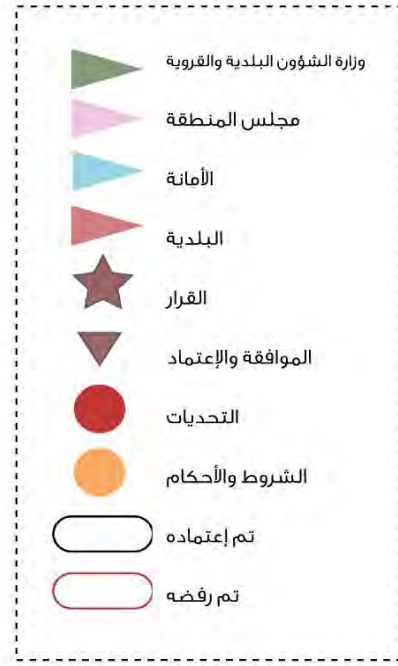 وزارة الشؤون البلدية والقروية
مجلس المنطقة
الأمانة
البلدية
القرار
الموافقة والإعتماد
التحديات
الشروط والأحكام
تم إعتماده
تم رفضه